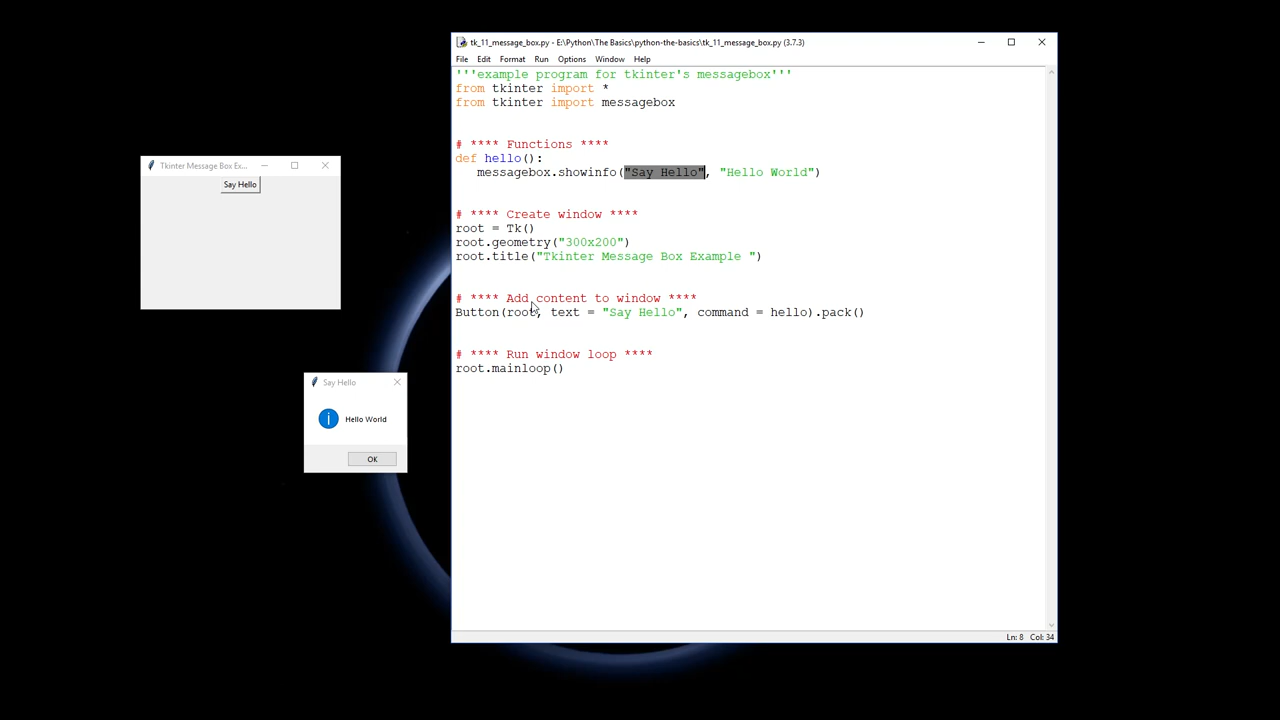 tk_11_message_box.py - E:\Python\The Basics\python-the-basics\tk_11_message_box.py (3.7.3)
File Edit Format Run Options Window Help
'''example program for tkinter's messagebox'''
from tkinter import *
from tkinter import messagebox
# **** Functions ****
def hello():
messagebox.showinfo("Say Hello", "Hello World")
# **** Create window ****
root = Tk()
root.geometry("300x200")
root.title("Tkinter Message Box Example ")
# **** Add content to window ****
Button(root, text = "Say Hello", command = hello).pack()
# **** Run window loop ****
root.mainloop()
Ln: 8 Col: 34
Tkinter Message Box Ex...
Say Hello
Say Hello
Hello World
OK